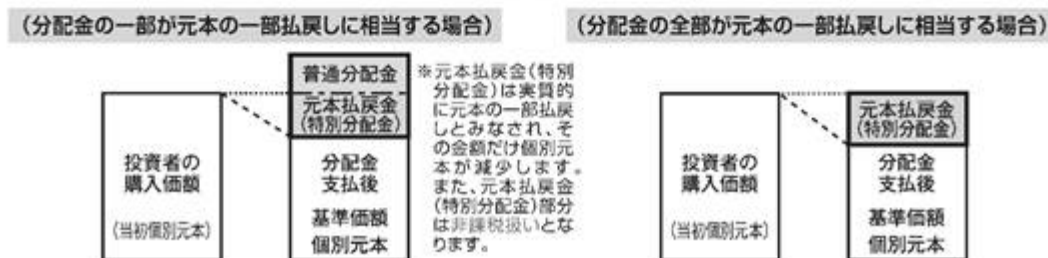 (分配金の一部が元本の一部払戻しに相当する場合)
普通分配金
元本払戻金
(特別分配金)
投資者の
購入価額
(当初個別元本)
分配金
支払後
基準価額
個別元本
※元本払戻金(特別
分配金)は実質的
に元本の一部払戻
しとみなされ、そ
の金額だけ個別元
本が減少します。
また、元本払戻金
(特別分配金)部分
は非課税扱いとな
ります。
(分配金の全部が元本の一部払戻しに相当する場合)
元本払戻金
(特別分配金)
投資者の
購入価額
(当初個別元本)
分配金
支払後
基準価額
個別元本